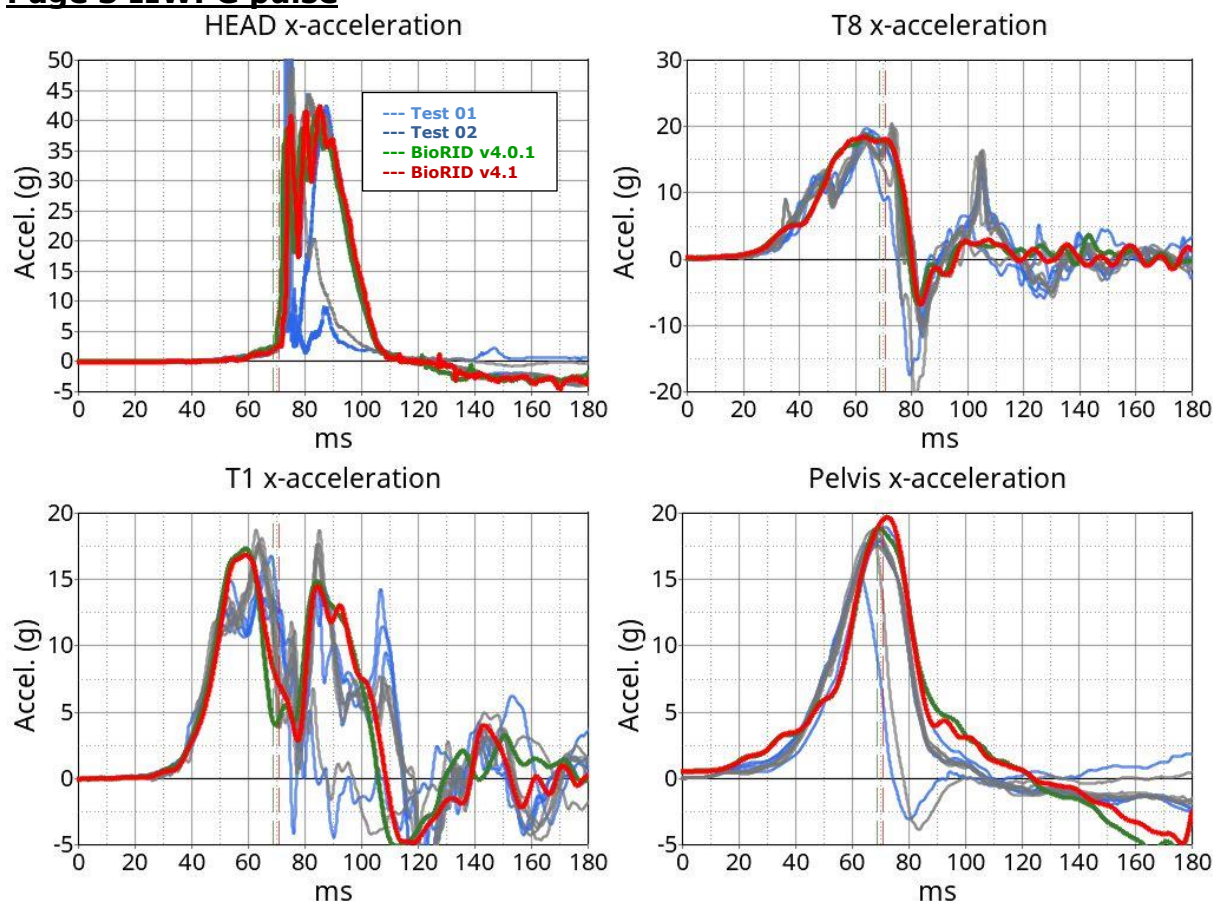 Page
pulse
HEAD x-acceleration
Accel. (g)
50
45
40
35
30
25
20
15
10
5
0
-5
--- Test 01
--- Test 02
--- BioRID v4.0.1
--- BioRID v4.1
0 20 40 60 80 100 120 140 160 180
ms
T8 x-acceleration
Accel. (g)
30
20
10
0
-10
-20
0 20 40 60 80 100 120 140 160 180
ms
T1 x-acceleration
Accel. (g)
20
15
10
5
0
-5
0 20 40 60 80 100 120 140 160 180
ms
Pelvis x-acceleration
Accel. (g)
20
15
10
5
0
-5
0 20 40 60 80 100 120 140 160 180
ms